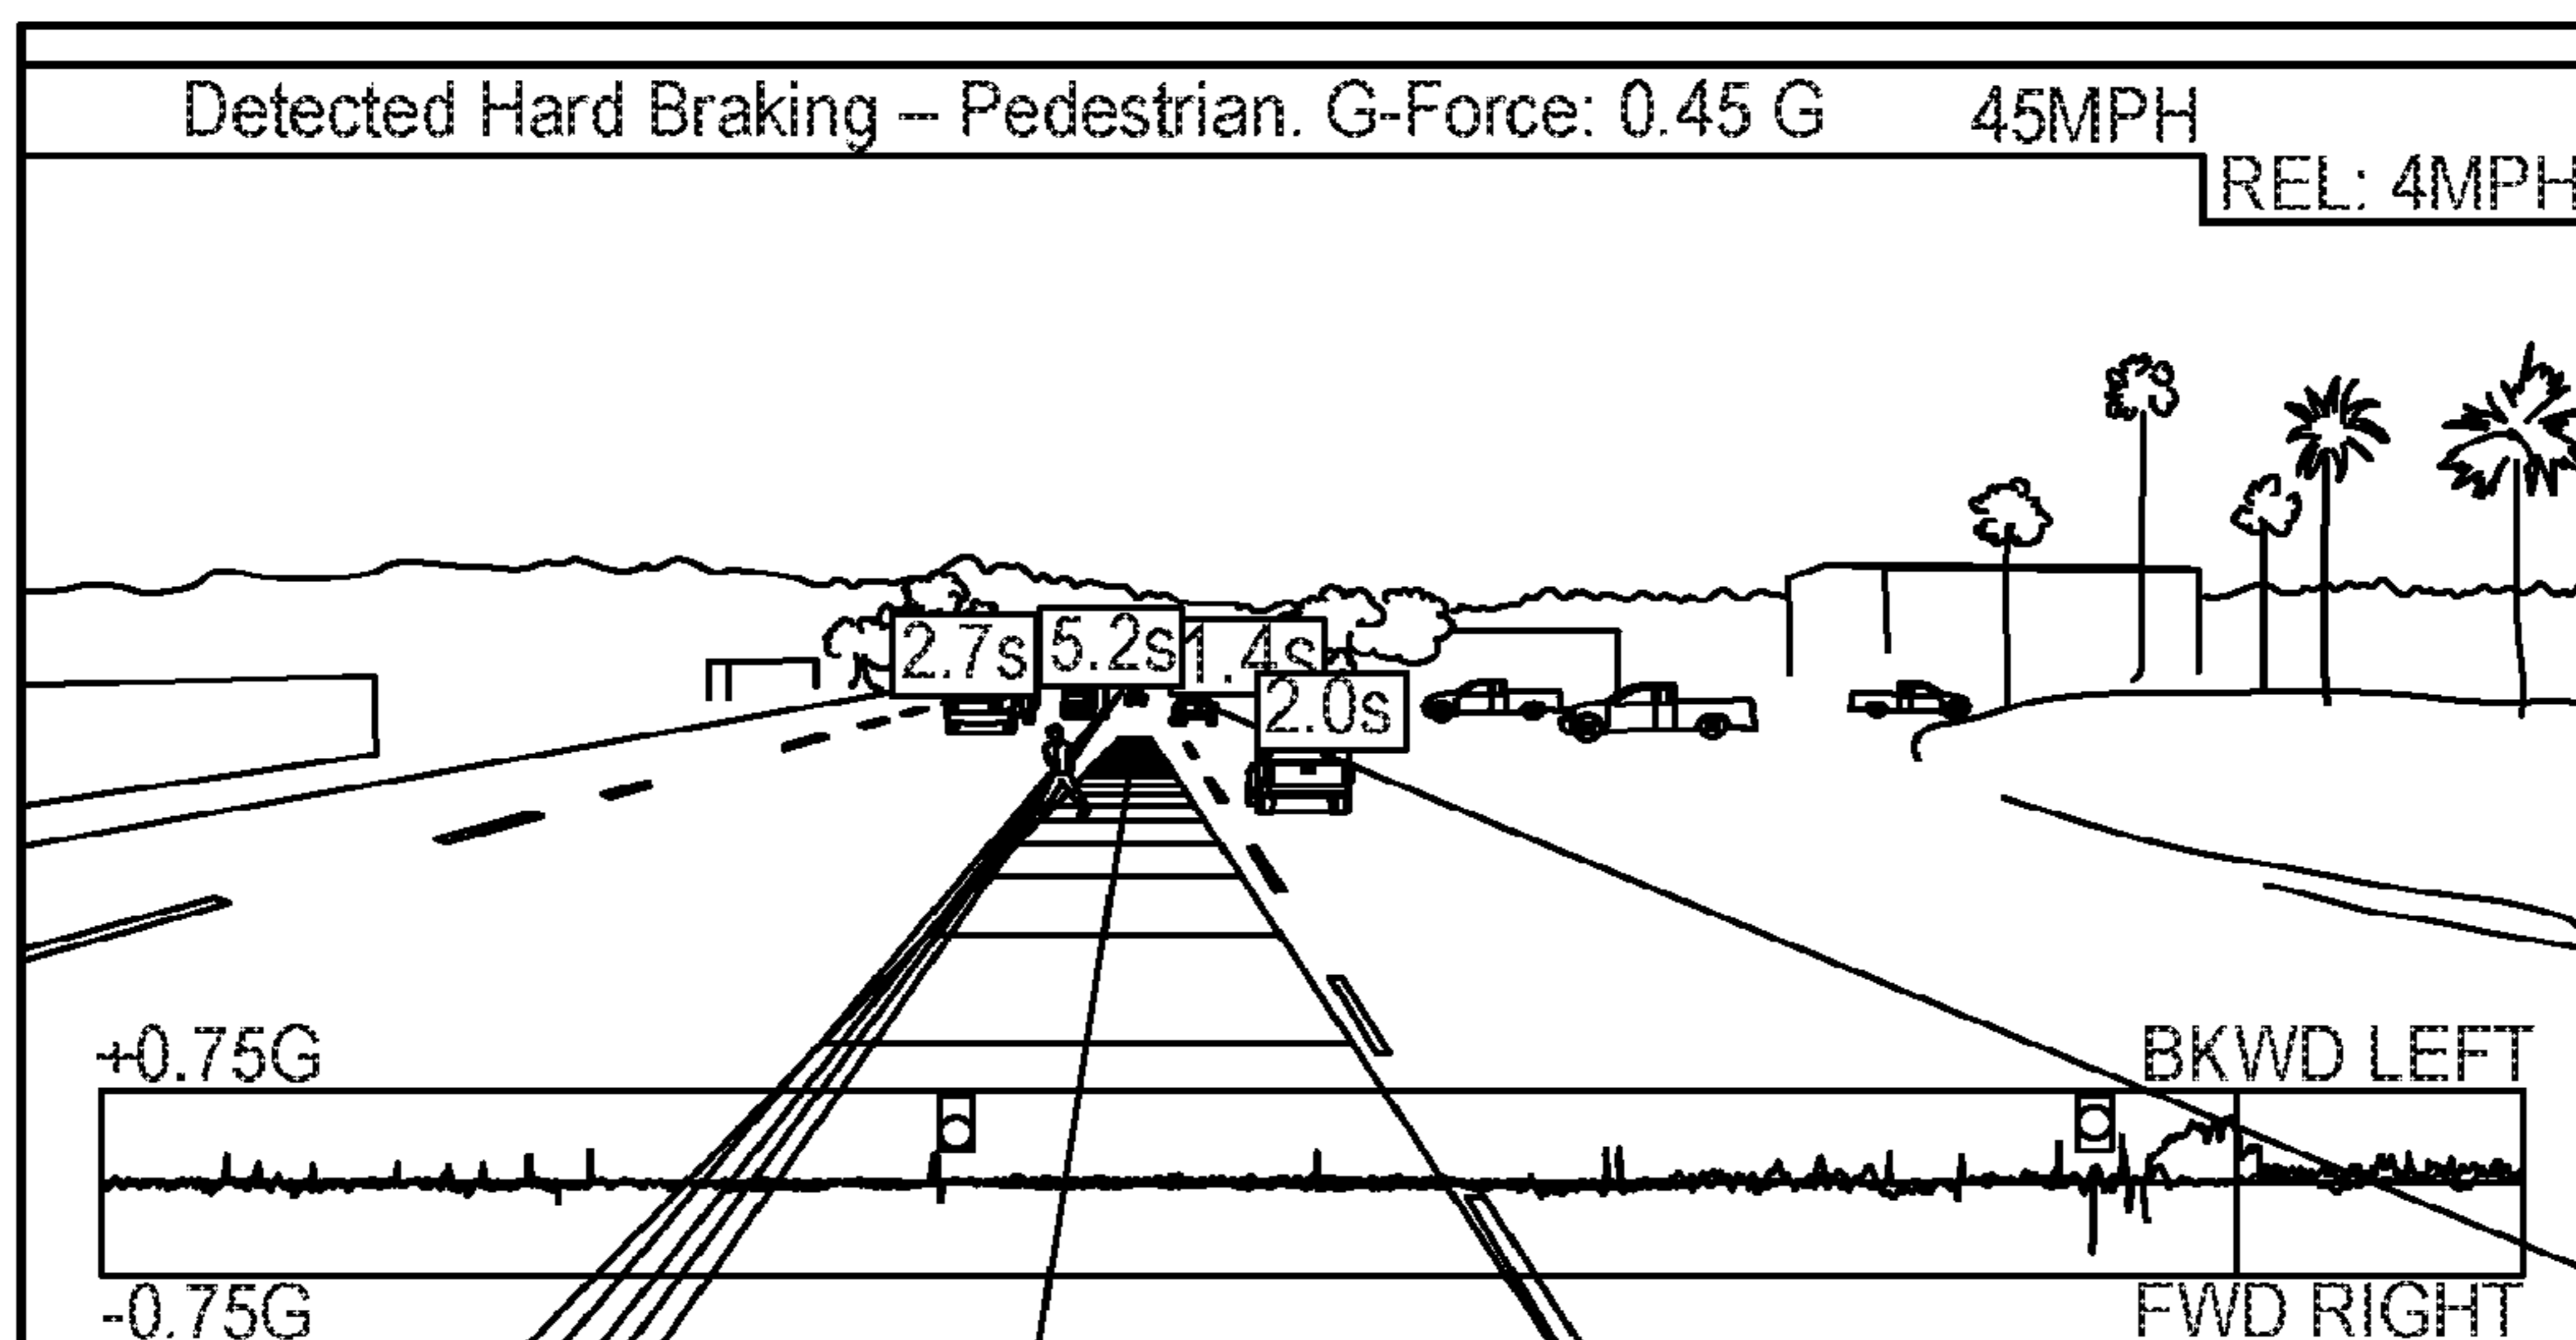 Detected Hard Braking – Pedestrian. G-Force: 0.45 G 45MPH
REL: 4MPH
2.7s 5.2s 1.4s
2.0s
+0.75G BKWD LEFT
-0.75G FWD RIGHT